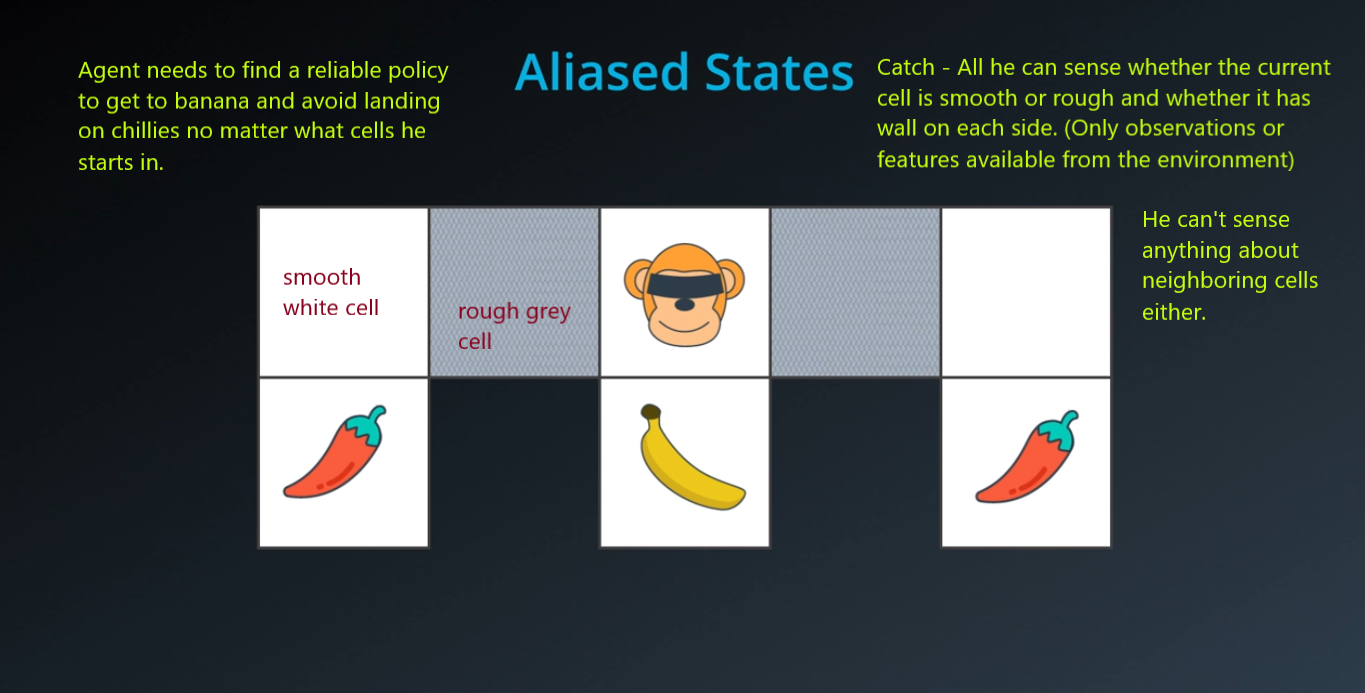 Aliased States
Agent needs to find a reliable policy
to get to banana and avoid landing
on chillies no matter what cells he
starts in.
Catch - All he can sense whether the current
cell is smooth or rough and whether it has
wall on each side. (Only observations or
features available from the environment)
He can't sense
anything about
neighboring cells
either.
smooth
white cell
rough grey
cell